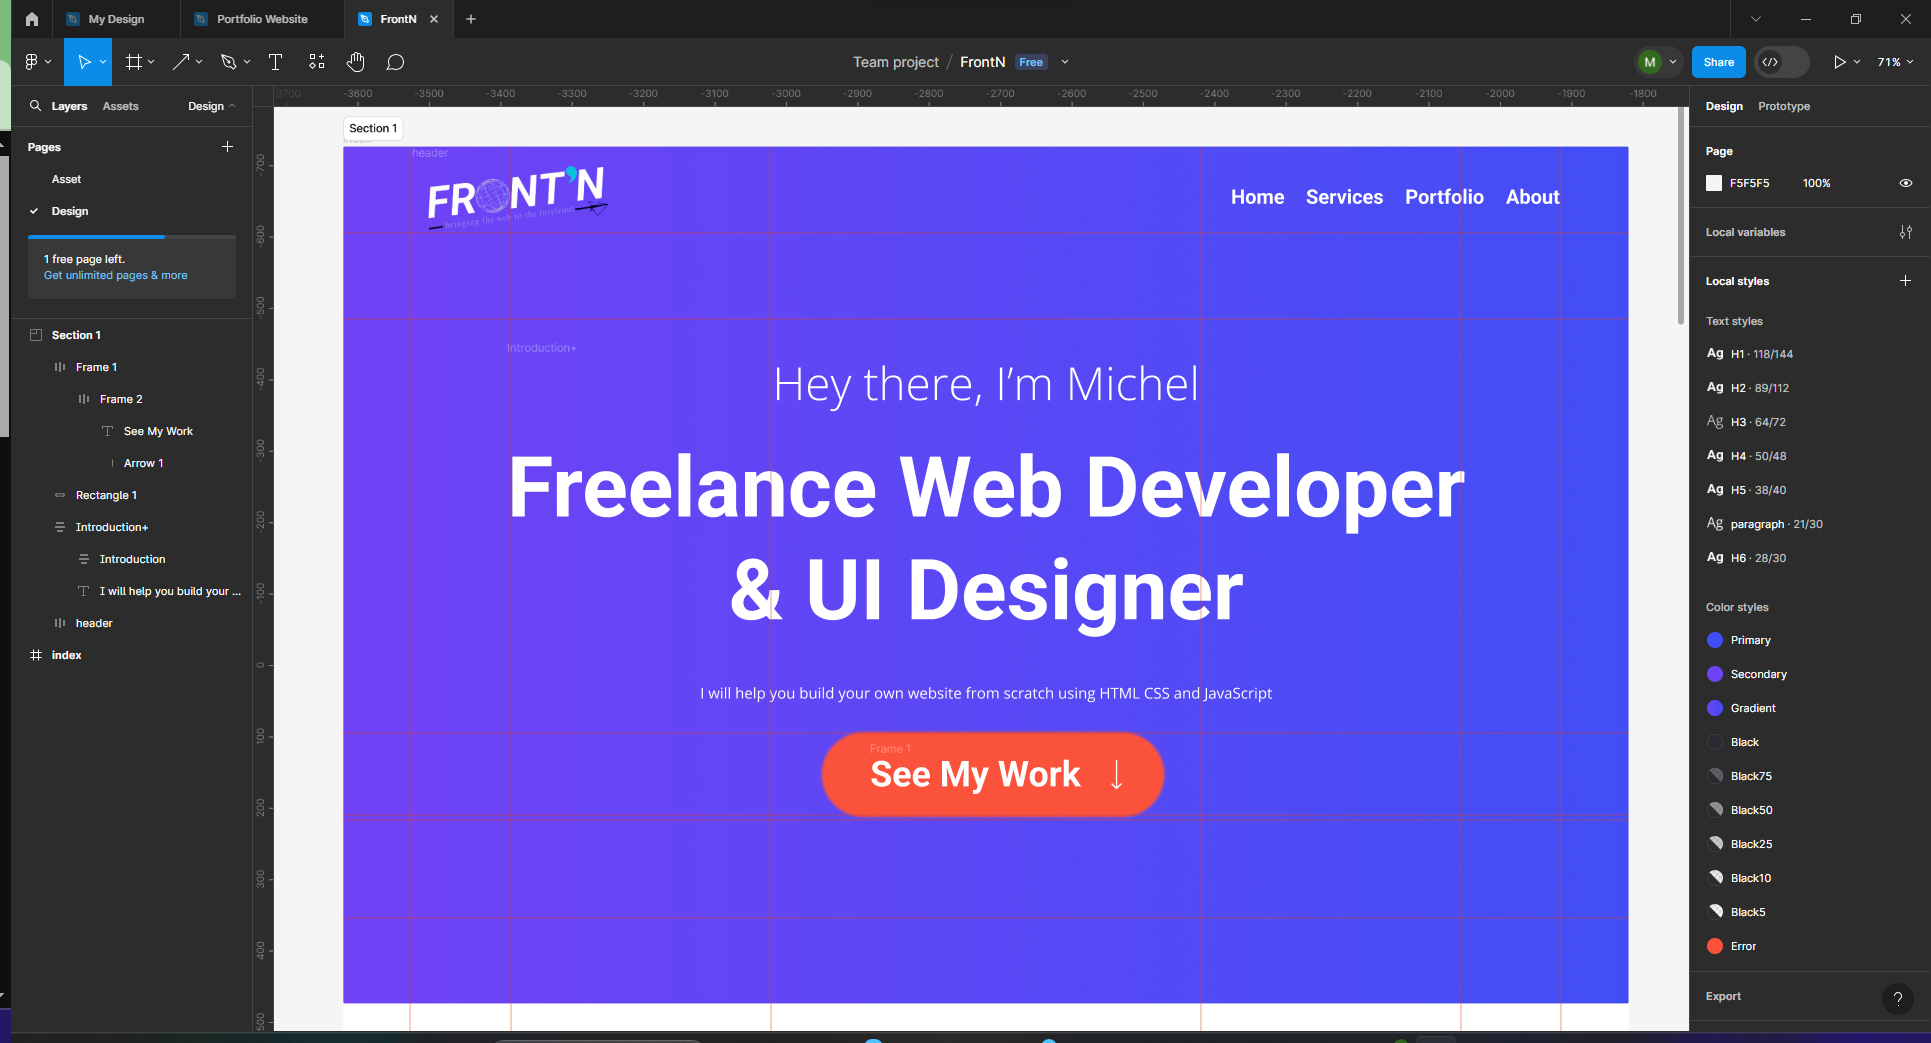 My Design
Portfolio Website
FrontN
Team project / FrontN Free
M
Share
71%
Layers
Assets
Design
Pages
Asset
Design
1 free page left.
Get unlimited pages & more
Section 1
Frame 1
Frame 2
See My Work
Arrow 1
Rectangle 1
Introduction+
Introduction
I will help you build your ...
header
index
-3700 -3600 -3500 -3400 -3300 -3200 -3100 -3000 -2900 -2800 -2700 -2600 -2500 -2400 -2300 -2200 -2100 -2000 -1900 -1800
-700
-600
-500
-400
-300
-200
-100
0
100
200
300
400
500
Section 1
header
FRONT'N
bringing the web to the forefront
Home Services Portfolio About
Introduction+
Hey there, I’m Michel
Freelance Web Developer
& UI Designer
I will help you build your own website from scratch using HTML CSS and JavaScript
Frame 1
See My Work ↓
Design
Prototype
Page
F5F5F5 100%
Local variables
Local styles
Text styles
Ag H1 · 118/144
Ag H2 · 89/112
Ag H3 · 64/72
Ag H4 · 50/48
Ag H5 · 38/40
Ag paragraph · 21/30
Ag H6 · 28/30
Color styles
Primary
Secondary
Gradient
Black
Black75
Black50
Black25
Black10
Black5
Error
Export
?